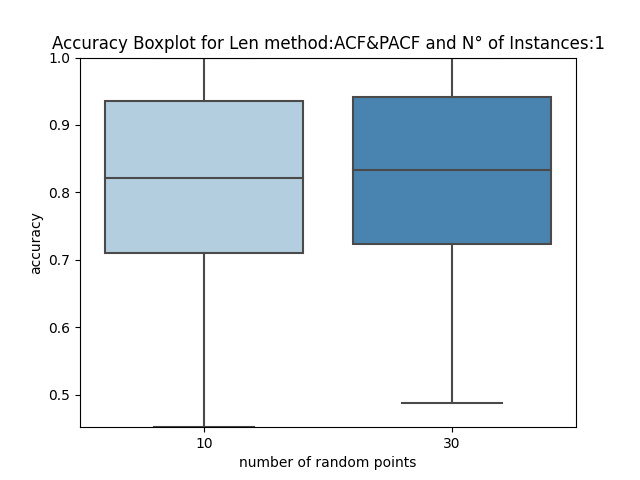 Accuracy Boxplot for Len method:ACF&PACF and N° of Instances:1
1.0
0.9
0.8
0.7
0.6
0.5
accuracy
10
30
number of random points